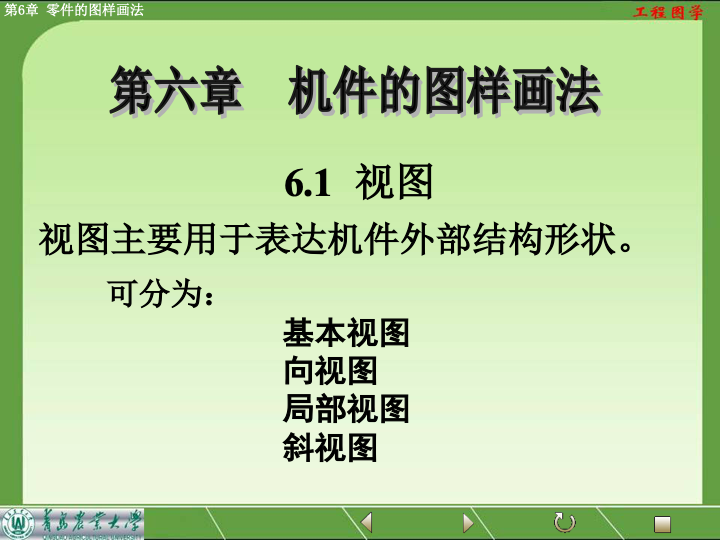 第6章 零件的图样画法
工程图学
第六章 机件的图样画法
6.1 视图
视图主要用于表达机件外部结构形状。
可分为：
基本视图
向视图
局部视图
斜视图
青岛农业大学